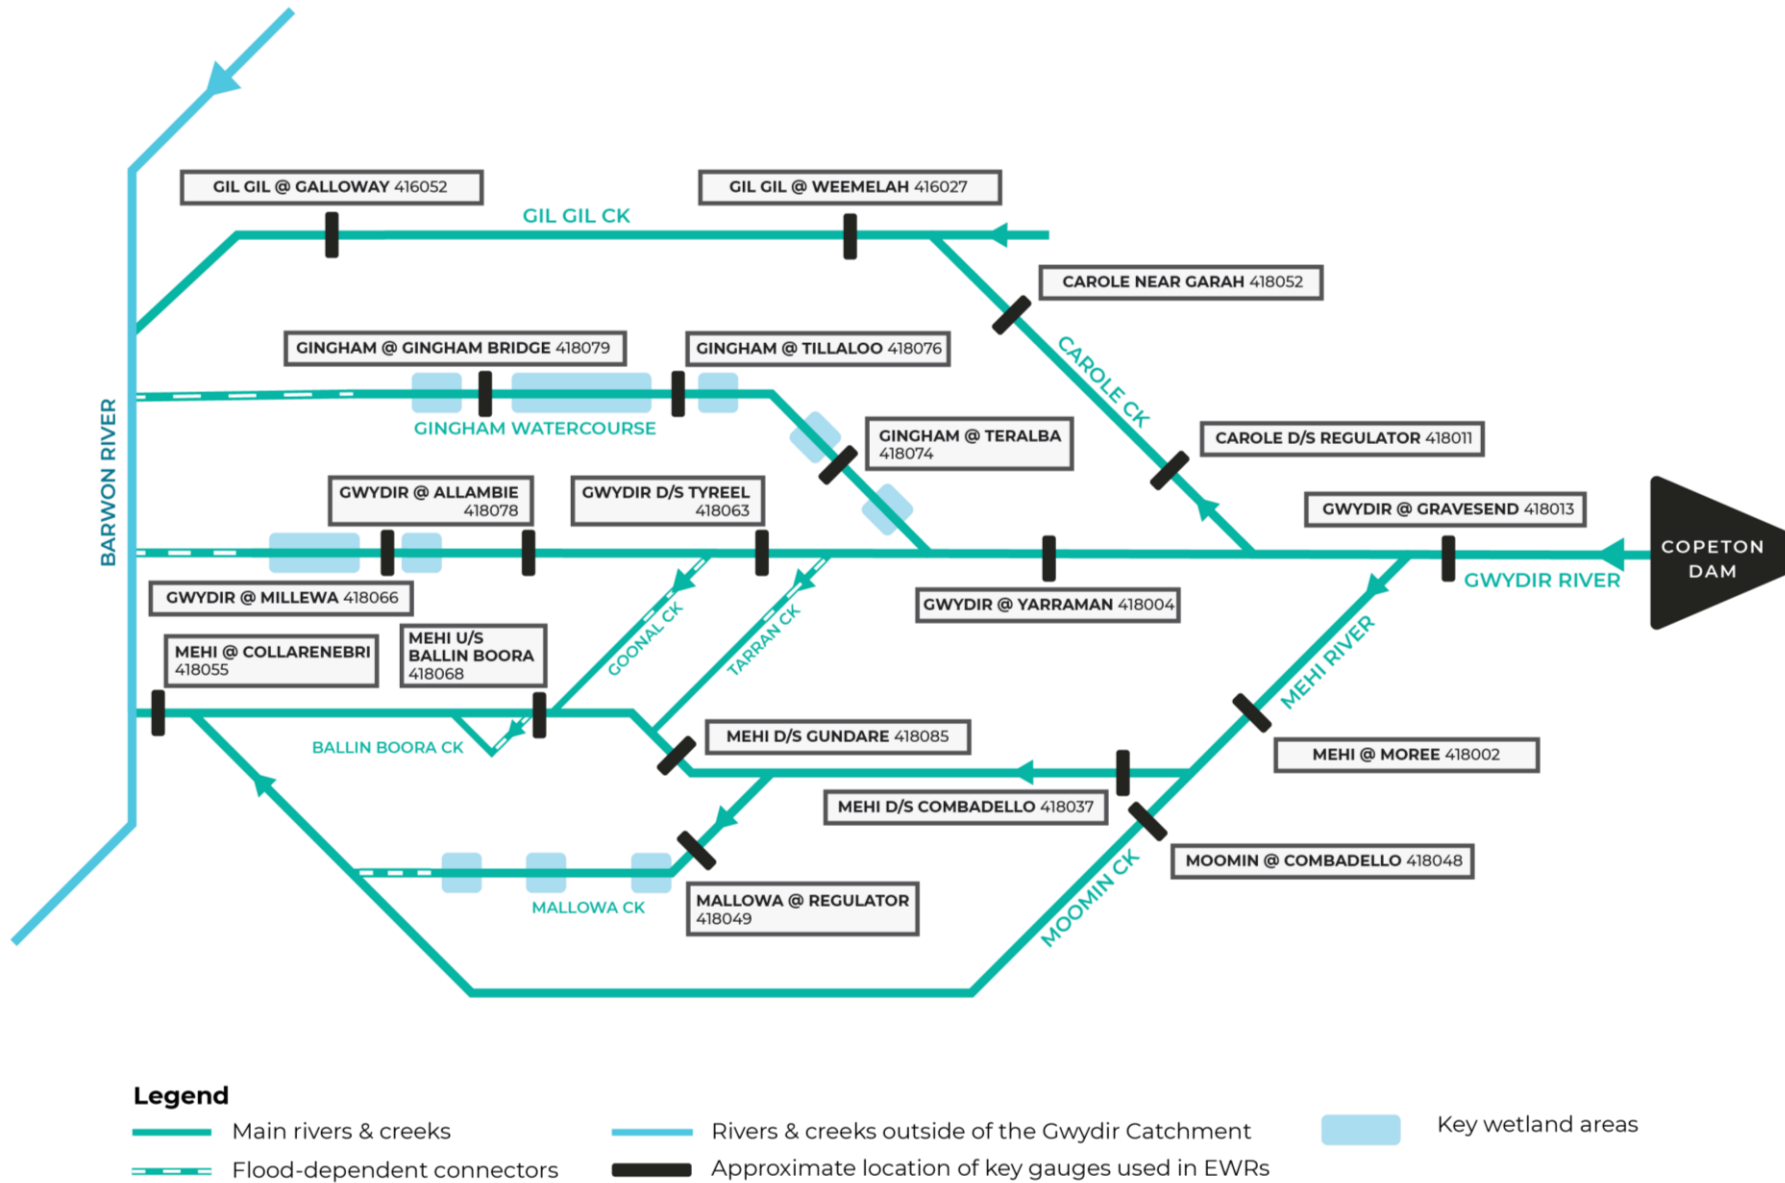 GIL GIL @ GALLOWAY 416052
GIL GIL @ WEEMELAH 416027
GIL GIL CK
CAROLE NEAR GARAH 418052
GINGHAM @ GINGHAM BRIDGE 418079
GINGHAM @ TILLALOO 418076
CAROLE CK
BARWON RIVER
GINGHAM WATERCOURSE
GINGHAM @ TERALBA
418074
CAROLE D/S REGULATOR 418011
GWYDIR @ ALLAMBIE
418078
GWYDIR D/S TYREEL
418063
GWYDIR @ GRAVESEND 418013
COPETON
DAM
GWYDIR RIVER
GWYDIR @ MILLEWA 418066
GWYDIR @ YARRAMAN 418004
GOONAL CK
TARRAN CK
MEHI RIVER
MEHI @ COLLARENEBRI
418055
MEHI U/S
BALLIN BOORA
418068
BALLIN BOORA CK
MEHI D/S GUNDARE 418085
MEHI @ MOREE 418002
MEHI D/S COMBADELLO 418037
MOOMIN @ COMBADELLO 418048
MOOMIN CK
MALLOWA CK
MALLOWA @ REGULATOR
418049
Legend
Main rivers & creeks
Rivers & creeks outside of the Gwydir Catchment
Key wetland areas
Flood-dependent connectors
Approximate location of key gauges used in EWRs